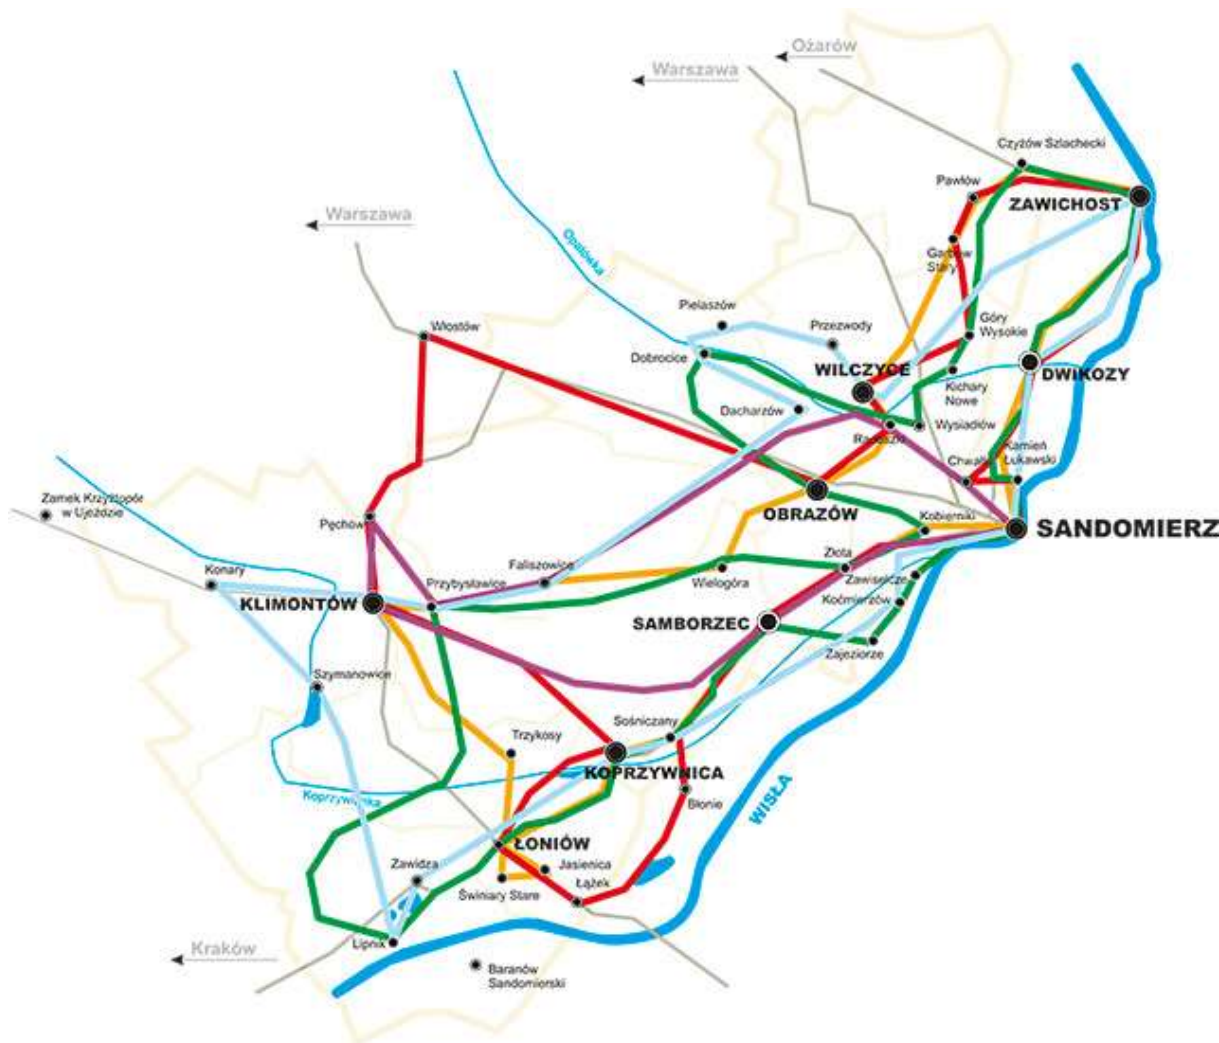 Ożarów
Warszawa
Czyżów Szlachecki
Pawłów
ZAWICHOST
Warszawa
Opatówka
Garbów
Stary
Pielaszów
Przezwody
Góry
Wysokie
Włostów
Dobrocice
WILCZYCE
DWIKOZY
Kichary
Nowe
Dacharzów
Wysiadłów
Radoszki
Chwałki
Kamień
Łukawski
Zamek Krzyżtopór
w Ujeździe
Pęchów
OBRAZÓW
Kobierniki
SANDOMIERZ
Konary
Faliszowice
Złota
Przybysławice
Wielogóra
Zawisełcze
KLIMONTÓW
Koćmierzów
SAMBORZEC
Zajeziorze
Szymanowice
Sośniczany
Trzykosy
KOPRZYWNICA
Koprzywianka
Błonie
WISŁA
ŁONIÓW
Zawidza
Jasienica
Świniary Stare
Łążek
Lipnik
Kraków
Baranów
Sandomiorski